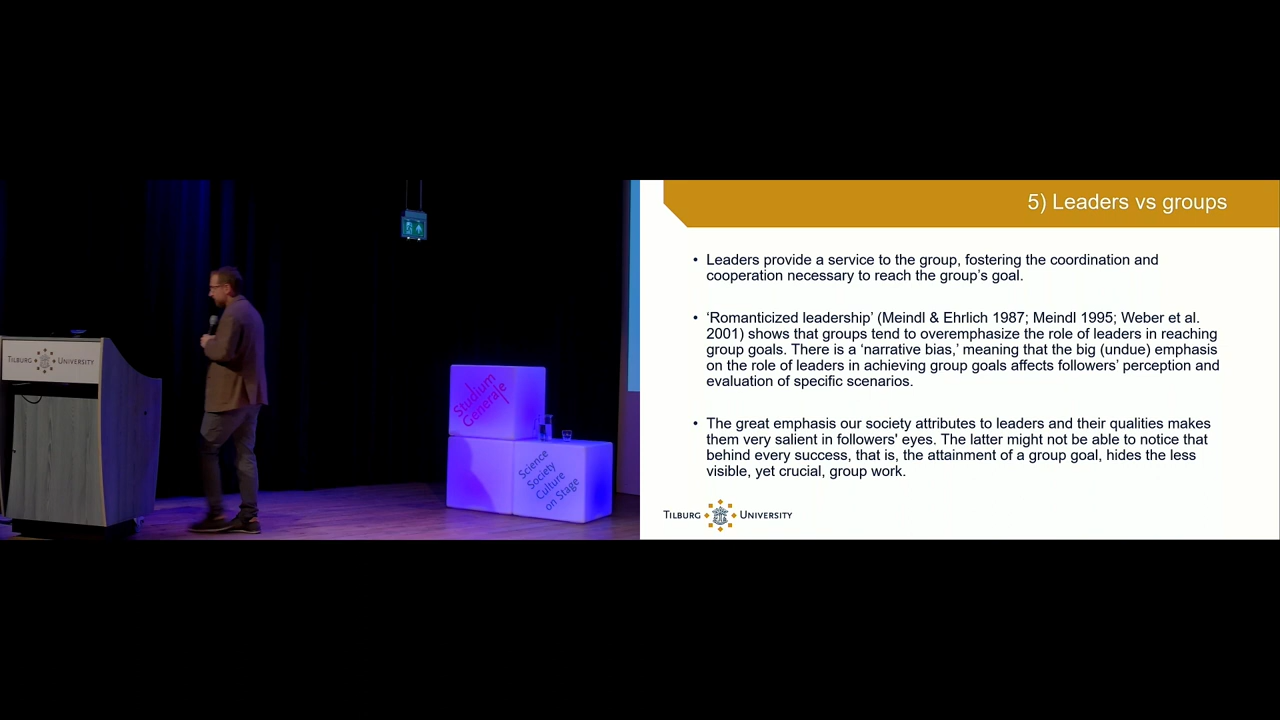 TILBURG UNIVERSITY
Studium
Generale
Science
Society
Culture
on Stage
5) Leaders vs groups
• Leaders provide a service to the group, fostering the coordination and
cooperation necessary to reach the group's goal.
• ‘Romanticized leadership’ (Meindl & Ehrlich 1987; Meindl 1995; Weber et al.
2001) shows that groups tend to overemphasize the role of leaders in reaching
group goals. There is a ‘narrative bias,’ meaning that the big (undue) emphasis
on the role of leaders in achieving group goals affects followers’ perception and
evaluation of specific scenarios.
• The great emphasis our society attributes to leaders and their qualities makes
them very salient in followers' eyes. The latter might not be able to notice that
behind every success, that is, the attainment of a group goal, hides the less
visible, yet crucial, group work.
TILBURG UNIVERSITY